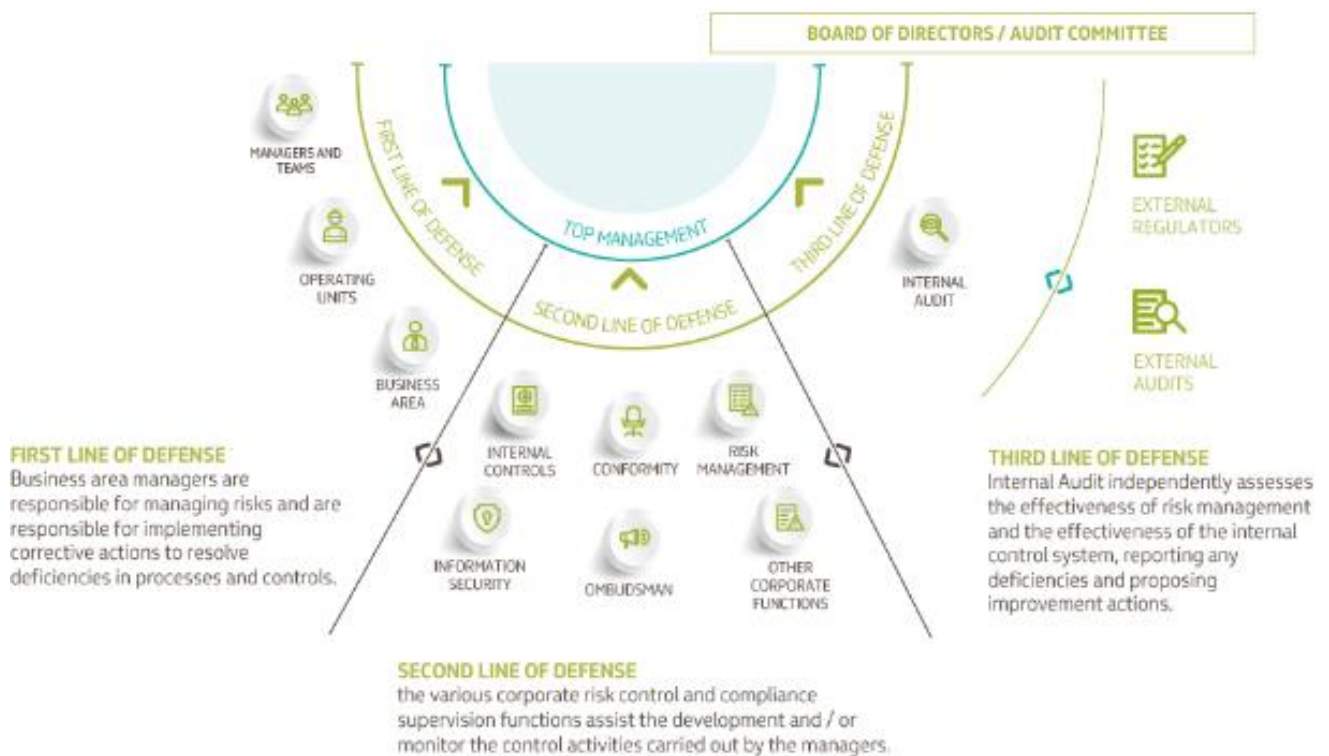 BOARD OF DIRECTORS / AUDIT COMMITTEE
MANAGERS AND
TEAMS
OPERATING
UNITS
BUSINESS
AREA
FIRST LINE OF DEFENSE
TOP MANAGEMENT
SECOND LINE OF DEFENSE
THIRD LINE OF DEFENSE
INTERNAL
AUDIT
EXTERNAL
REGULATORS
EXTERNAL
AUDITS
INTERNAL
CONTROLS
CONFORMITY
RISK
MANAGEMENT
INFORMATION
SECURITY
OMBUDSMAN
OTHER
CORPORATE
FUNCTIONS
FIRST LINE OF DEFENSE
Business area managers are
responsible for managing risks and are
responsible for implementing
corrective actions to resolve
deficiencies in processes and controls.
THIRD LINE OF DEFENSE
Internal Audit independently assesses
the effectiveness of risk management
and the effectiveness of the internal
control system, reporting any
deficiencies and proposing
improvement actions.
SECOND LINE OF DEFENSE
the various corporate risk control and compliance
supervision functions assist the development and / or
monitor the control activities carried out by the managers.